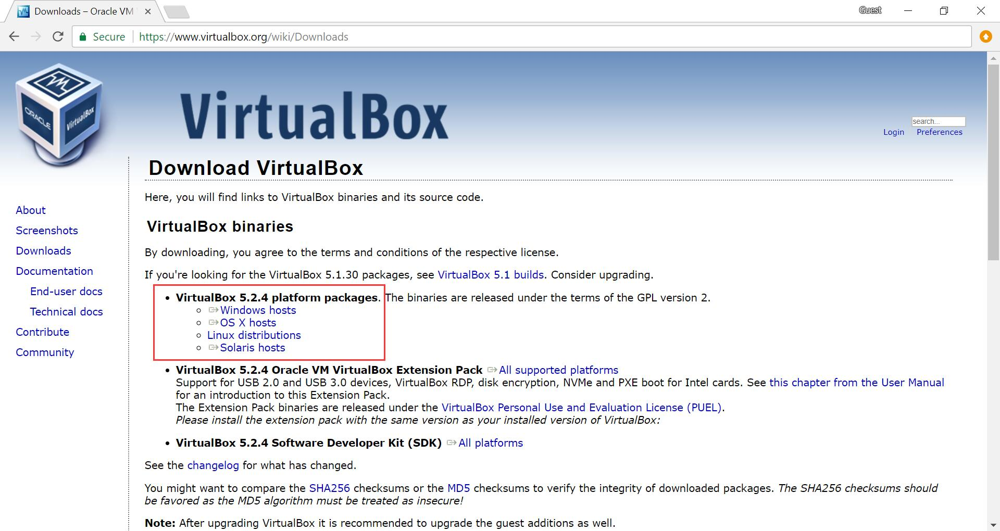 Downloads – Oracle VM
Guest
Secure
https://www.virtualbox.org/wiki/Downloads
ORACLE
VirtualBox
VirtualBox
search...
Login Preferences
Download VirtualBox
Here, you will find links to VirtualBox binaries and its source code.
About
Screenshots
Downloads
Documentation
End-user docs
Technical docs
Contribute
Community
VirtualBox binaries
By downloading, you agree to the terms and conditions of the respective license.
If you're looking for the VirtualBox 5.1.30 packages, see VirtualBox 5.1 builds. Consider upgrading.
• VirtualBox 5.2.4 platform packages. The binaries are released under the terms of the GPL version 2.
Windows hosts
OS X hosts
Linux distributions
Solaris hosts
• VirtualBox 5.2.4 Oracle VM VirtualBox Extension Pack All supported platforms
Support for USB 2.0 and USB 3.0 devices, VirtualBox RDP, disk encryption, NVMe and PXE boot for Intel cards. See this chapter from the User Manual
for an introduction to this Extension Pack.
The Extension Pack binaries are released under the VirtualBox Personal Use and Evaluation License (PUEL).
Please install the extension pack with the same version as your installed version of VirtualBox:
• VirtualBox 5.2.4 Software Developer Kit (SDK) All platforms
See the changelog for what has changed.
You might want to compare the SHA256 checksums or the MD5 checksums to verify the integrity of downloaded packages. The SHA256 checksums should
be favored as the MD5 algorithm must be treated as insecure!
Note: After upgrading VirtualBox it is recommended to upgrade the guest additions as well.